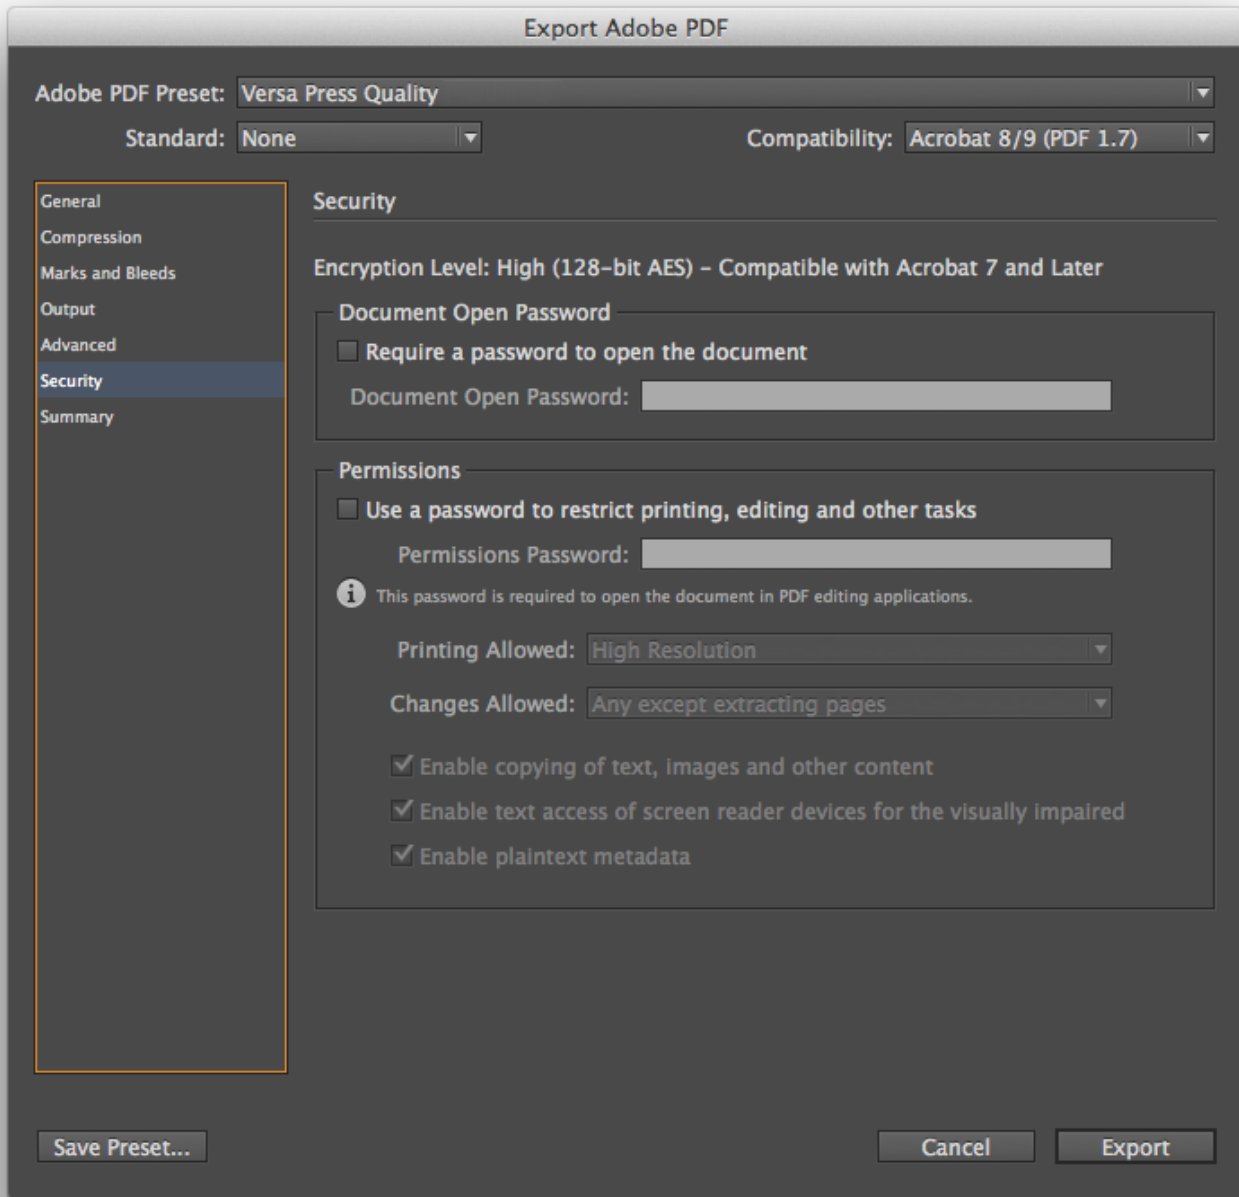 Export Adobe PDF
Adobe PDF Preset: Versa Press Quality
Standard: None Compatibility: Acrobat 8/9 (PDF 1.7)
General
Compression
Marks and Bleeds
Output
Advanced
Security
Summary
Security
Encryption Level: High (128-bit AES) – Compatible with Acrobat 7 and Later
Document Open Password
Require a password to open the document
Document Open Password:
Permissions
Use a password to restrict printing, editing and other tasks
Permissions Password:
This password is required to open the document in PDF editing applications.
Printing Allowed: High Resolution
Changes Allowed: Any except extracting pages
Enable copying of text, images and other content
Enable text access of screen reader devices for the visually impaired
Enable plaintext metadata
Save Preset... Cancel Export